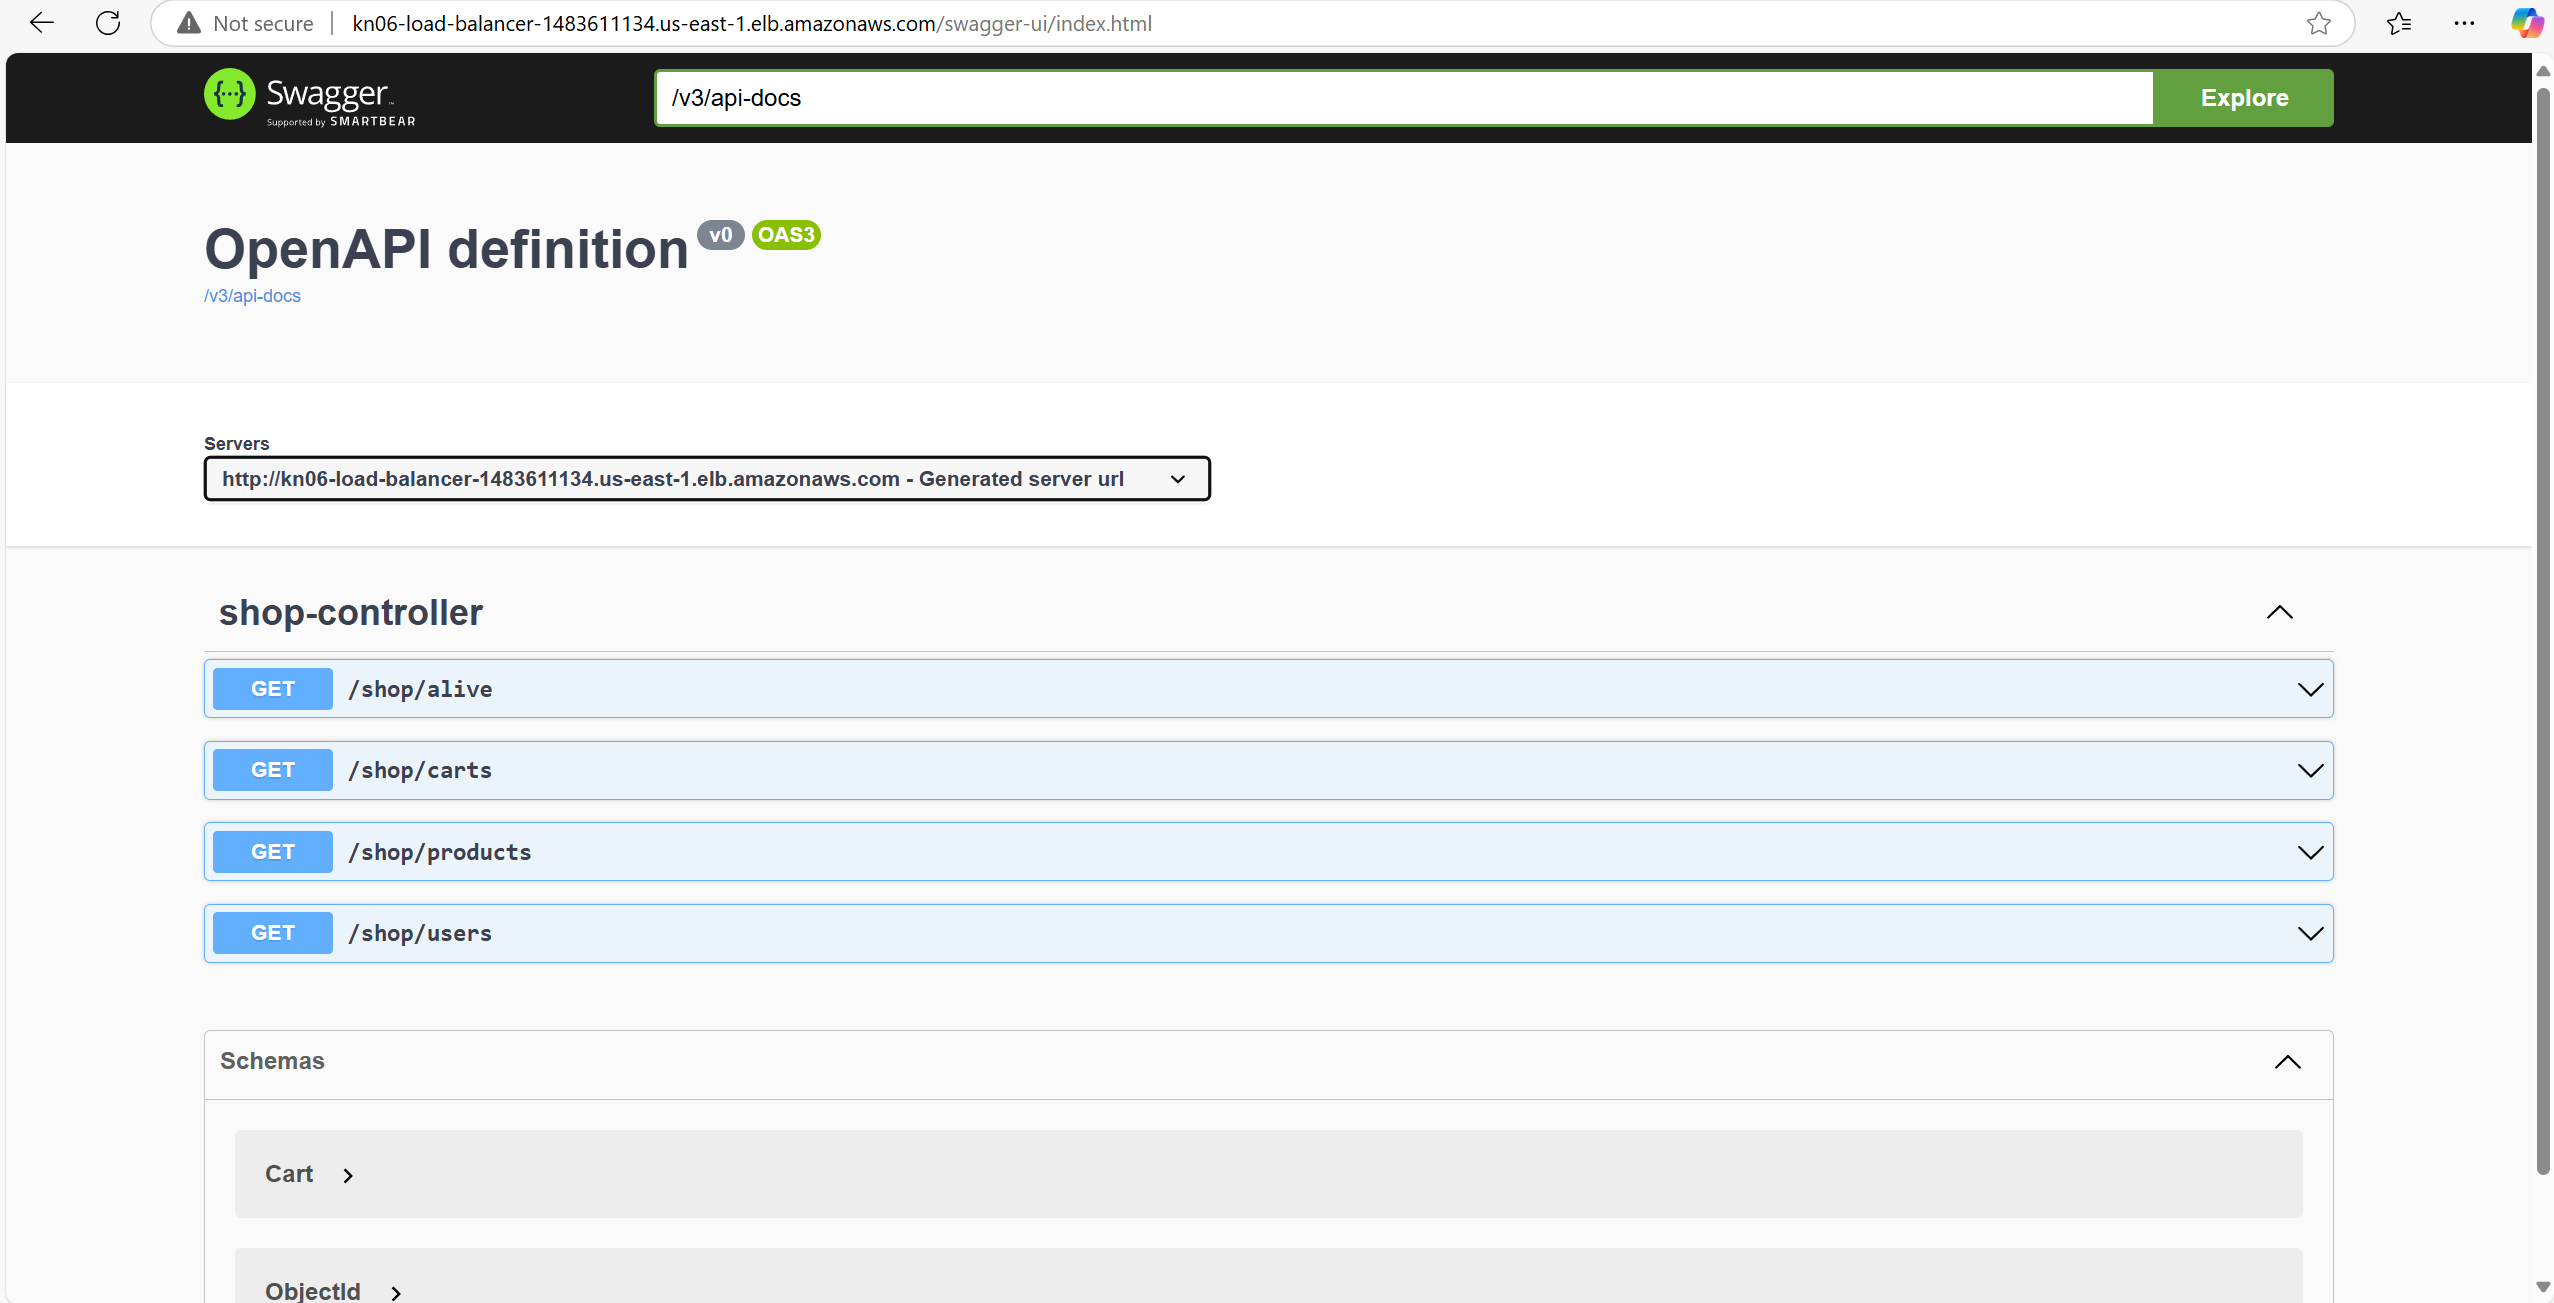 Not secure
kn06-load-balancer-1483611134.us-east-1.elb.amazonaws.com/swagger-ui/index.html
Swagger
Supported by SMARTBEAR
/v3/api-docs
Explore
OpenAPI definition v0 OAS3
/v3/api-docs
Servers
http://kn06-load-balancer-1483611134.us-east-1.elb.amazonaws.com - Generated server url
shop-controller
GET /shop/alive
GET /shop/carts
GET /shop/products
GET /shop/users
Schemas
Cart
ObjectId